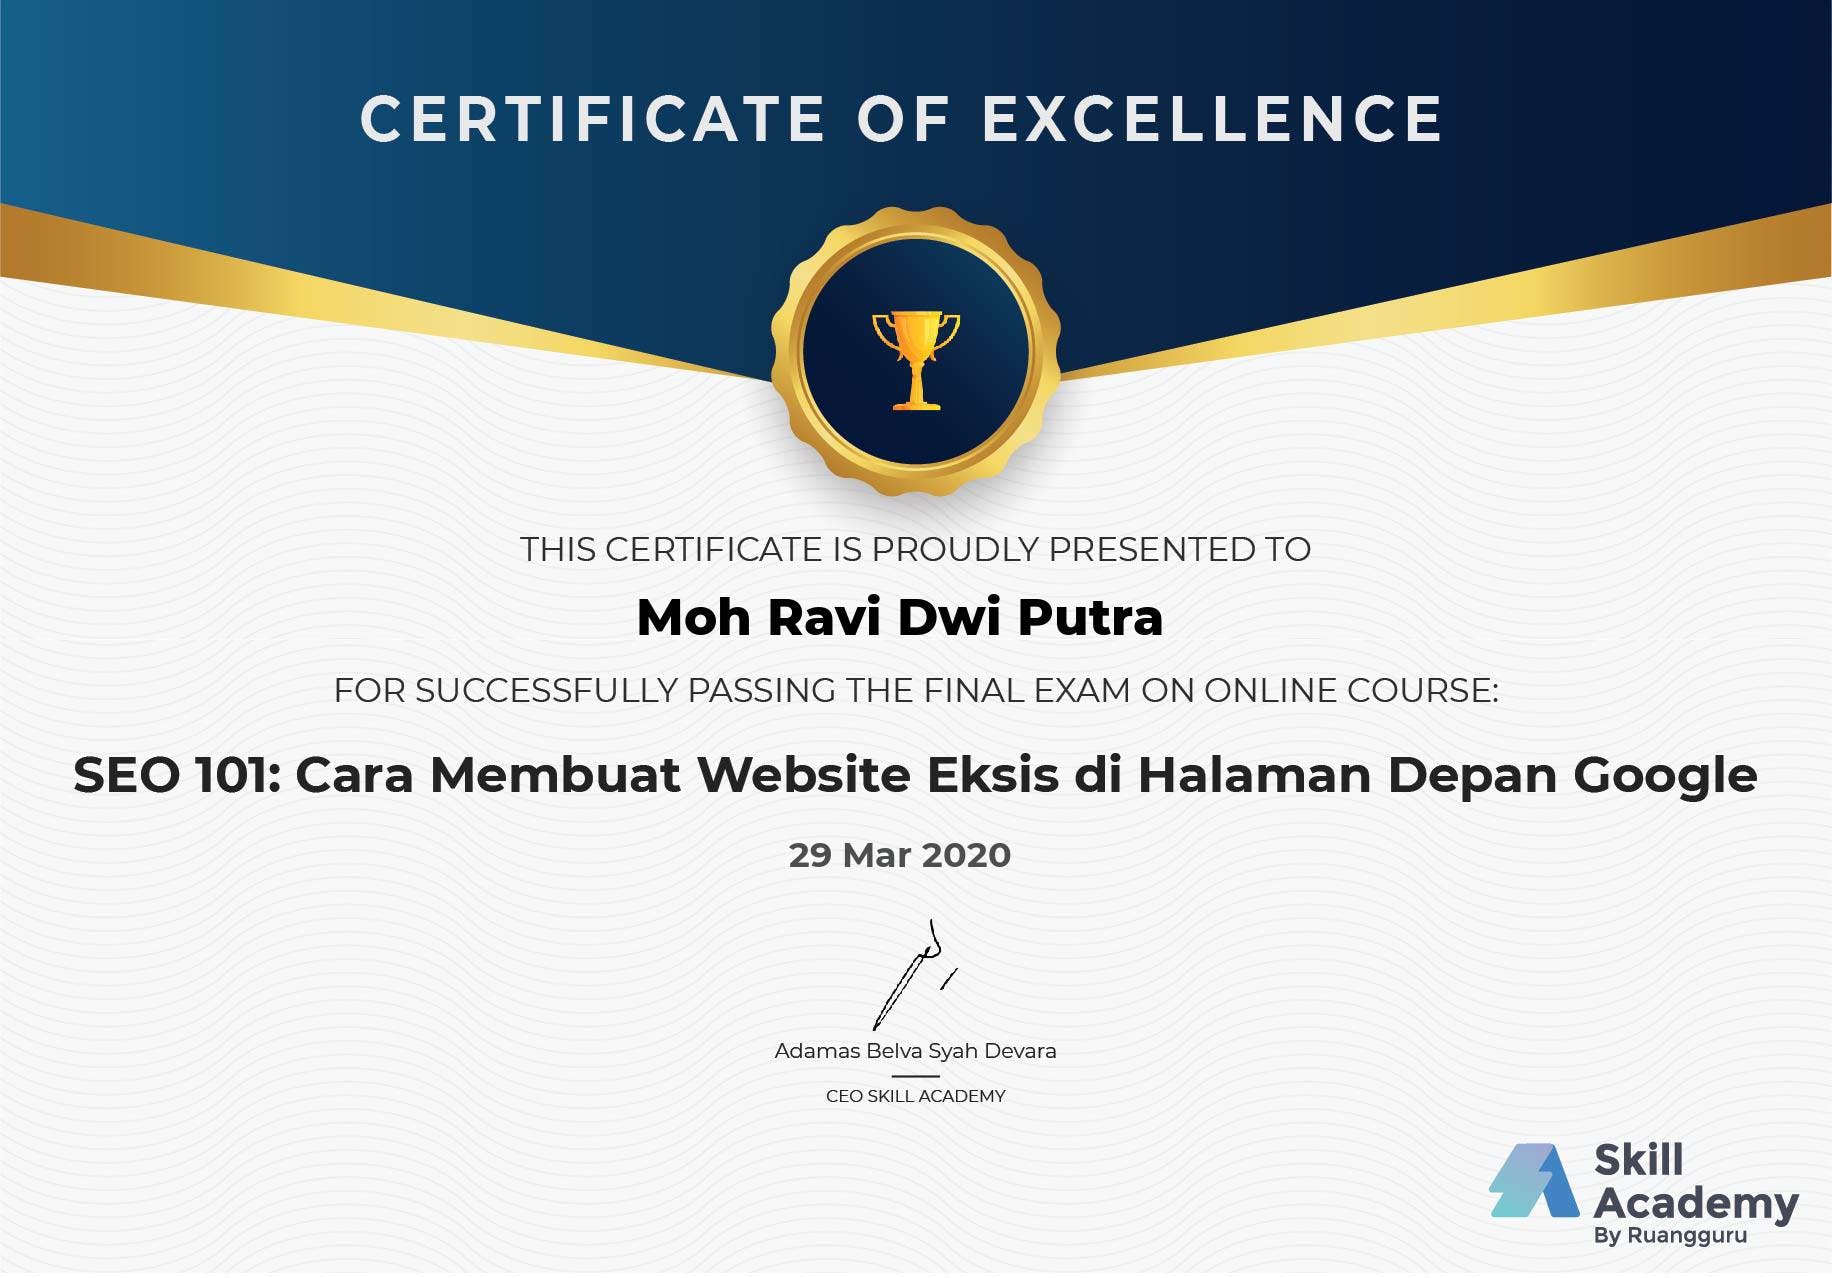 CERTIFICATE OF EXCELLENCE
THIS CERTIFICATE IS PROUDLY PRESENTED TO
Moh Ravi Dwi Putra
FOR SUCCESSFULLY PASSING THE FINAL EXAM ON ONLINE COURSE:
SEO 101: Cara Membuat Website Eksis di Halaman Depan Google
29 Mar 2020
Adamas Belva Syah Devara
CEO SKILL ACADEMY
Skill
Academy
By Ruangguru